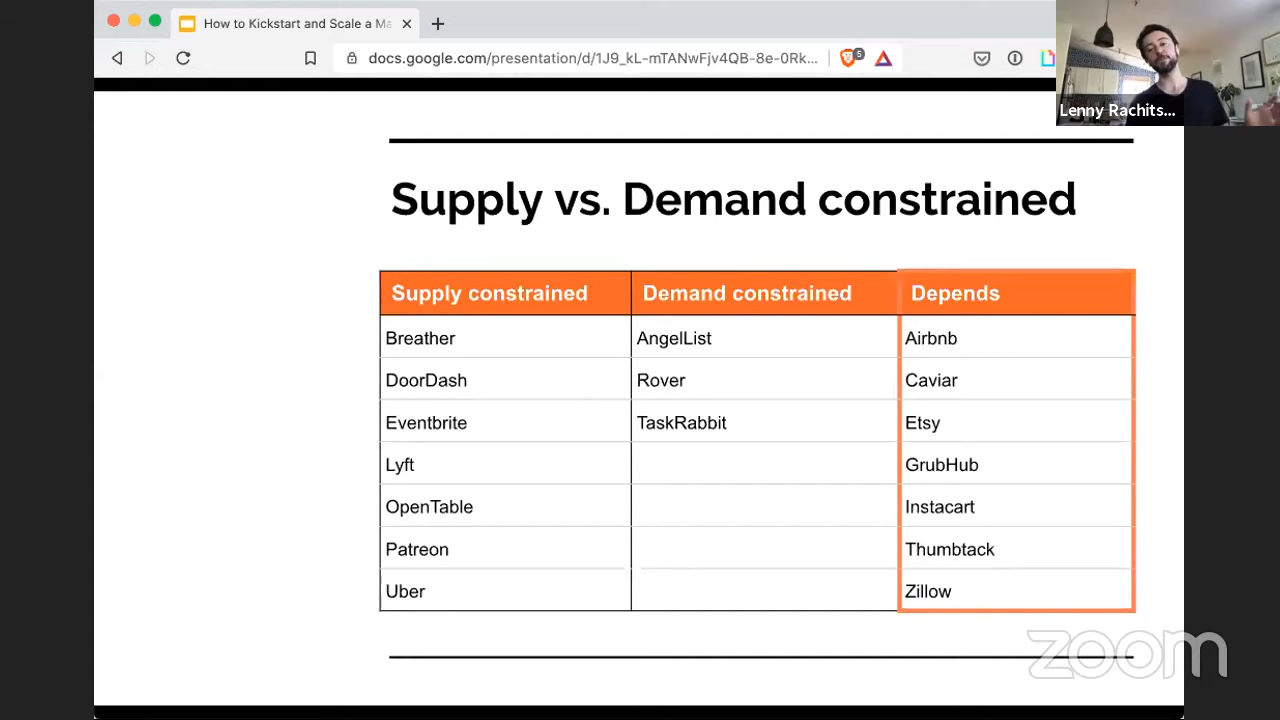 How to Kickstart and Scale a Ma
docs.google.com/presentation/d/1J9_kL-mTANwFjv4QB-8e-0Rk...
5
Lenny Rachits...
Supply vs. Demand constrained
Supply constrained Demand constrained Depends
Breather AngelList Airbnb
DoorDash Rover Caviar
Eventbrite TaskRabbit Etsy
Lyft GrubHub
OpenTable Instacart
Patreon Thumbtack
Uber Zillow
zoom